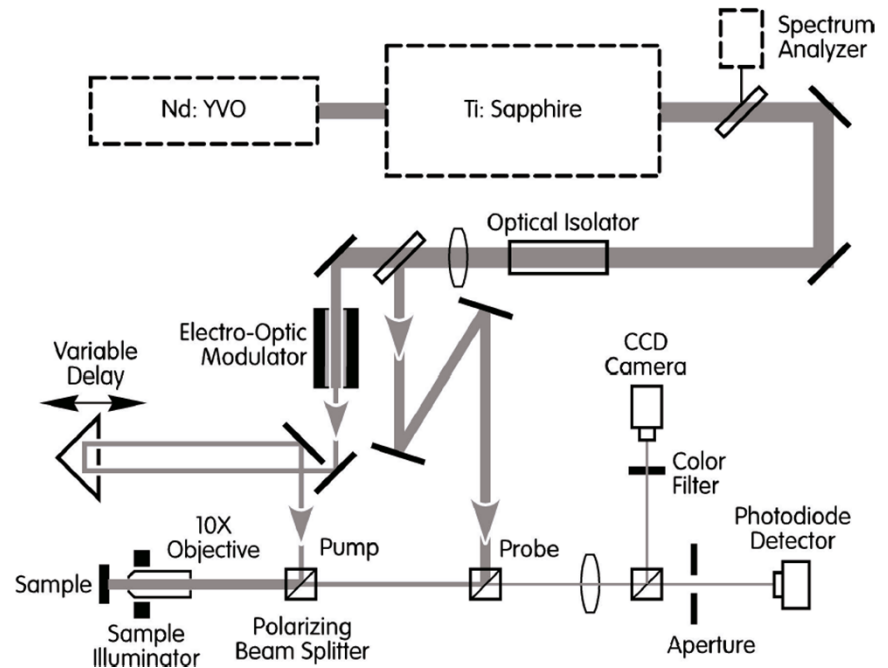 Spectrum
Analyzer
Nd: YVO
Ti: Sapphire
Optical Isolator
Electro-Optic
Modulator
Variable
Delay
CCD
Camera
Color
Filter
10X
Objective
Pump
Probe
Photodiode
Detector
Sample
Sample
Illuminator
Polarizing
Beam Splitter
Aperture